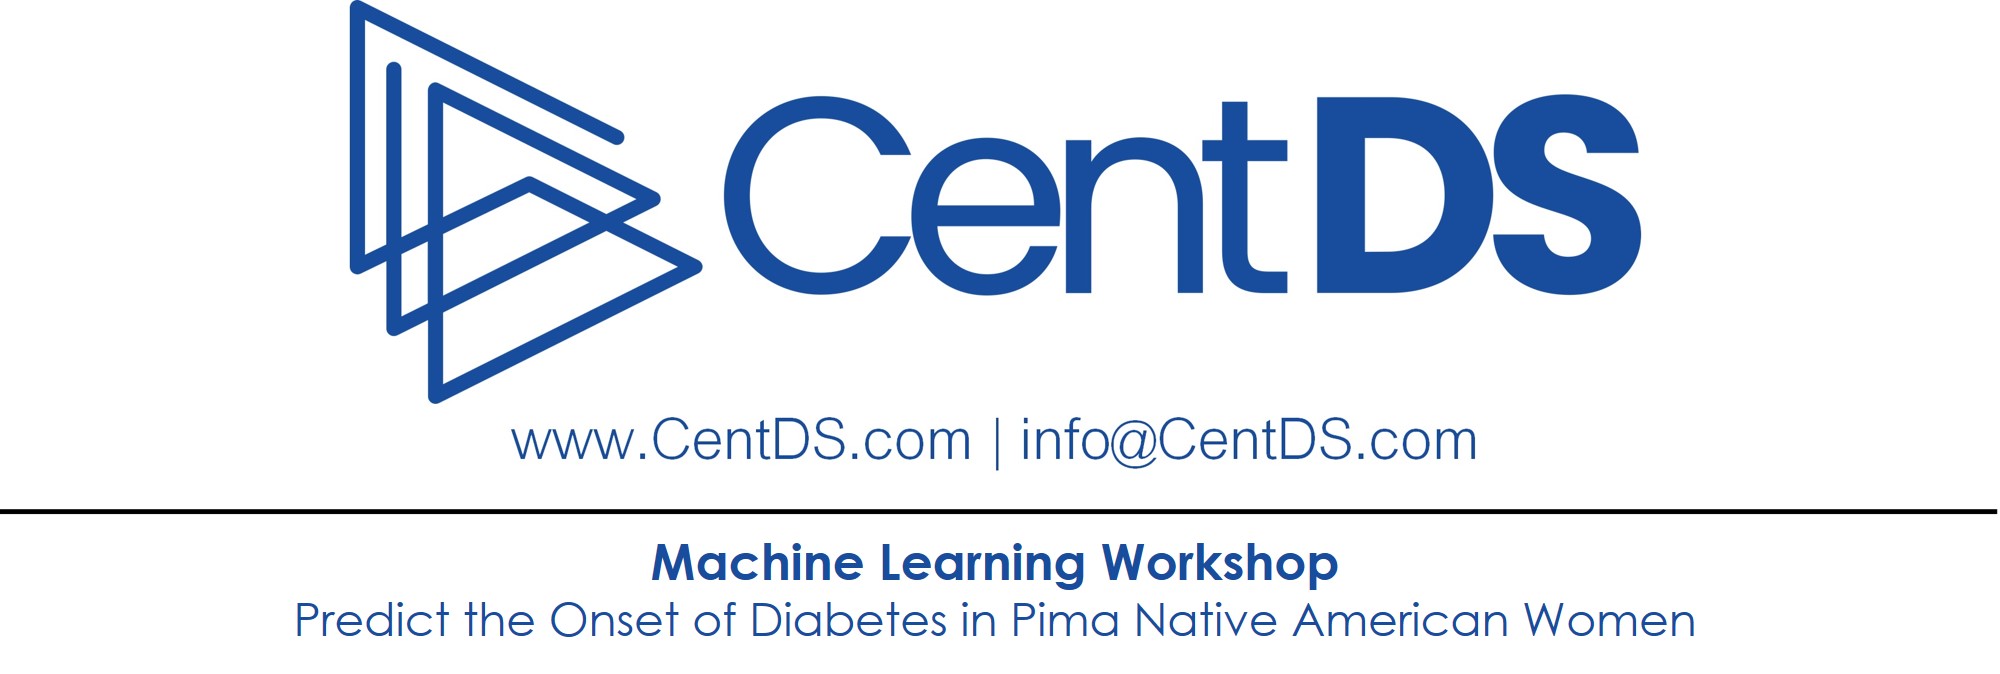 CentDS
www.CentDS.com | info@CentDS.com
Machine Learning Workshop
Predict the Onset of Diabetes in Pima Native American Women